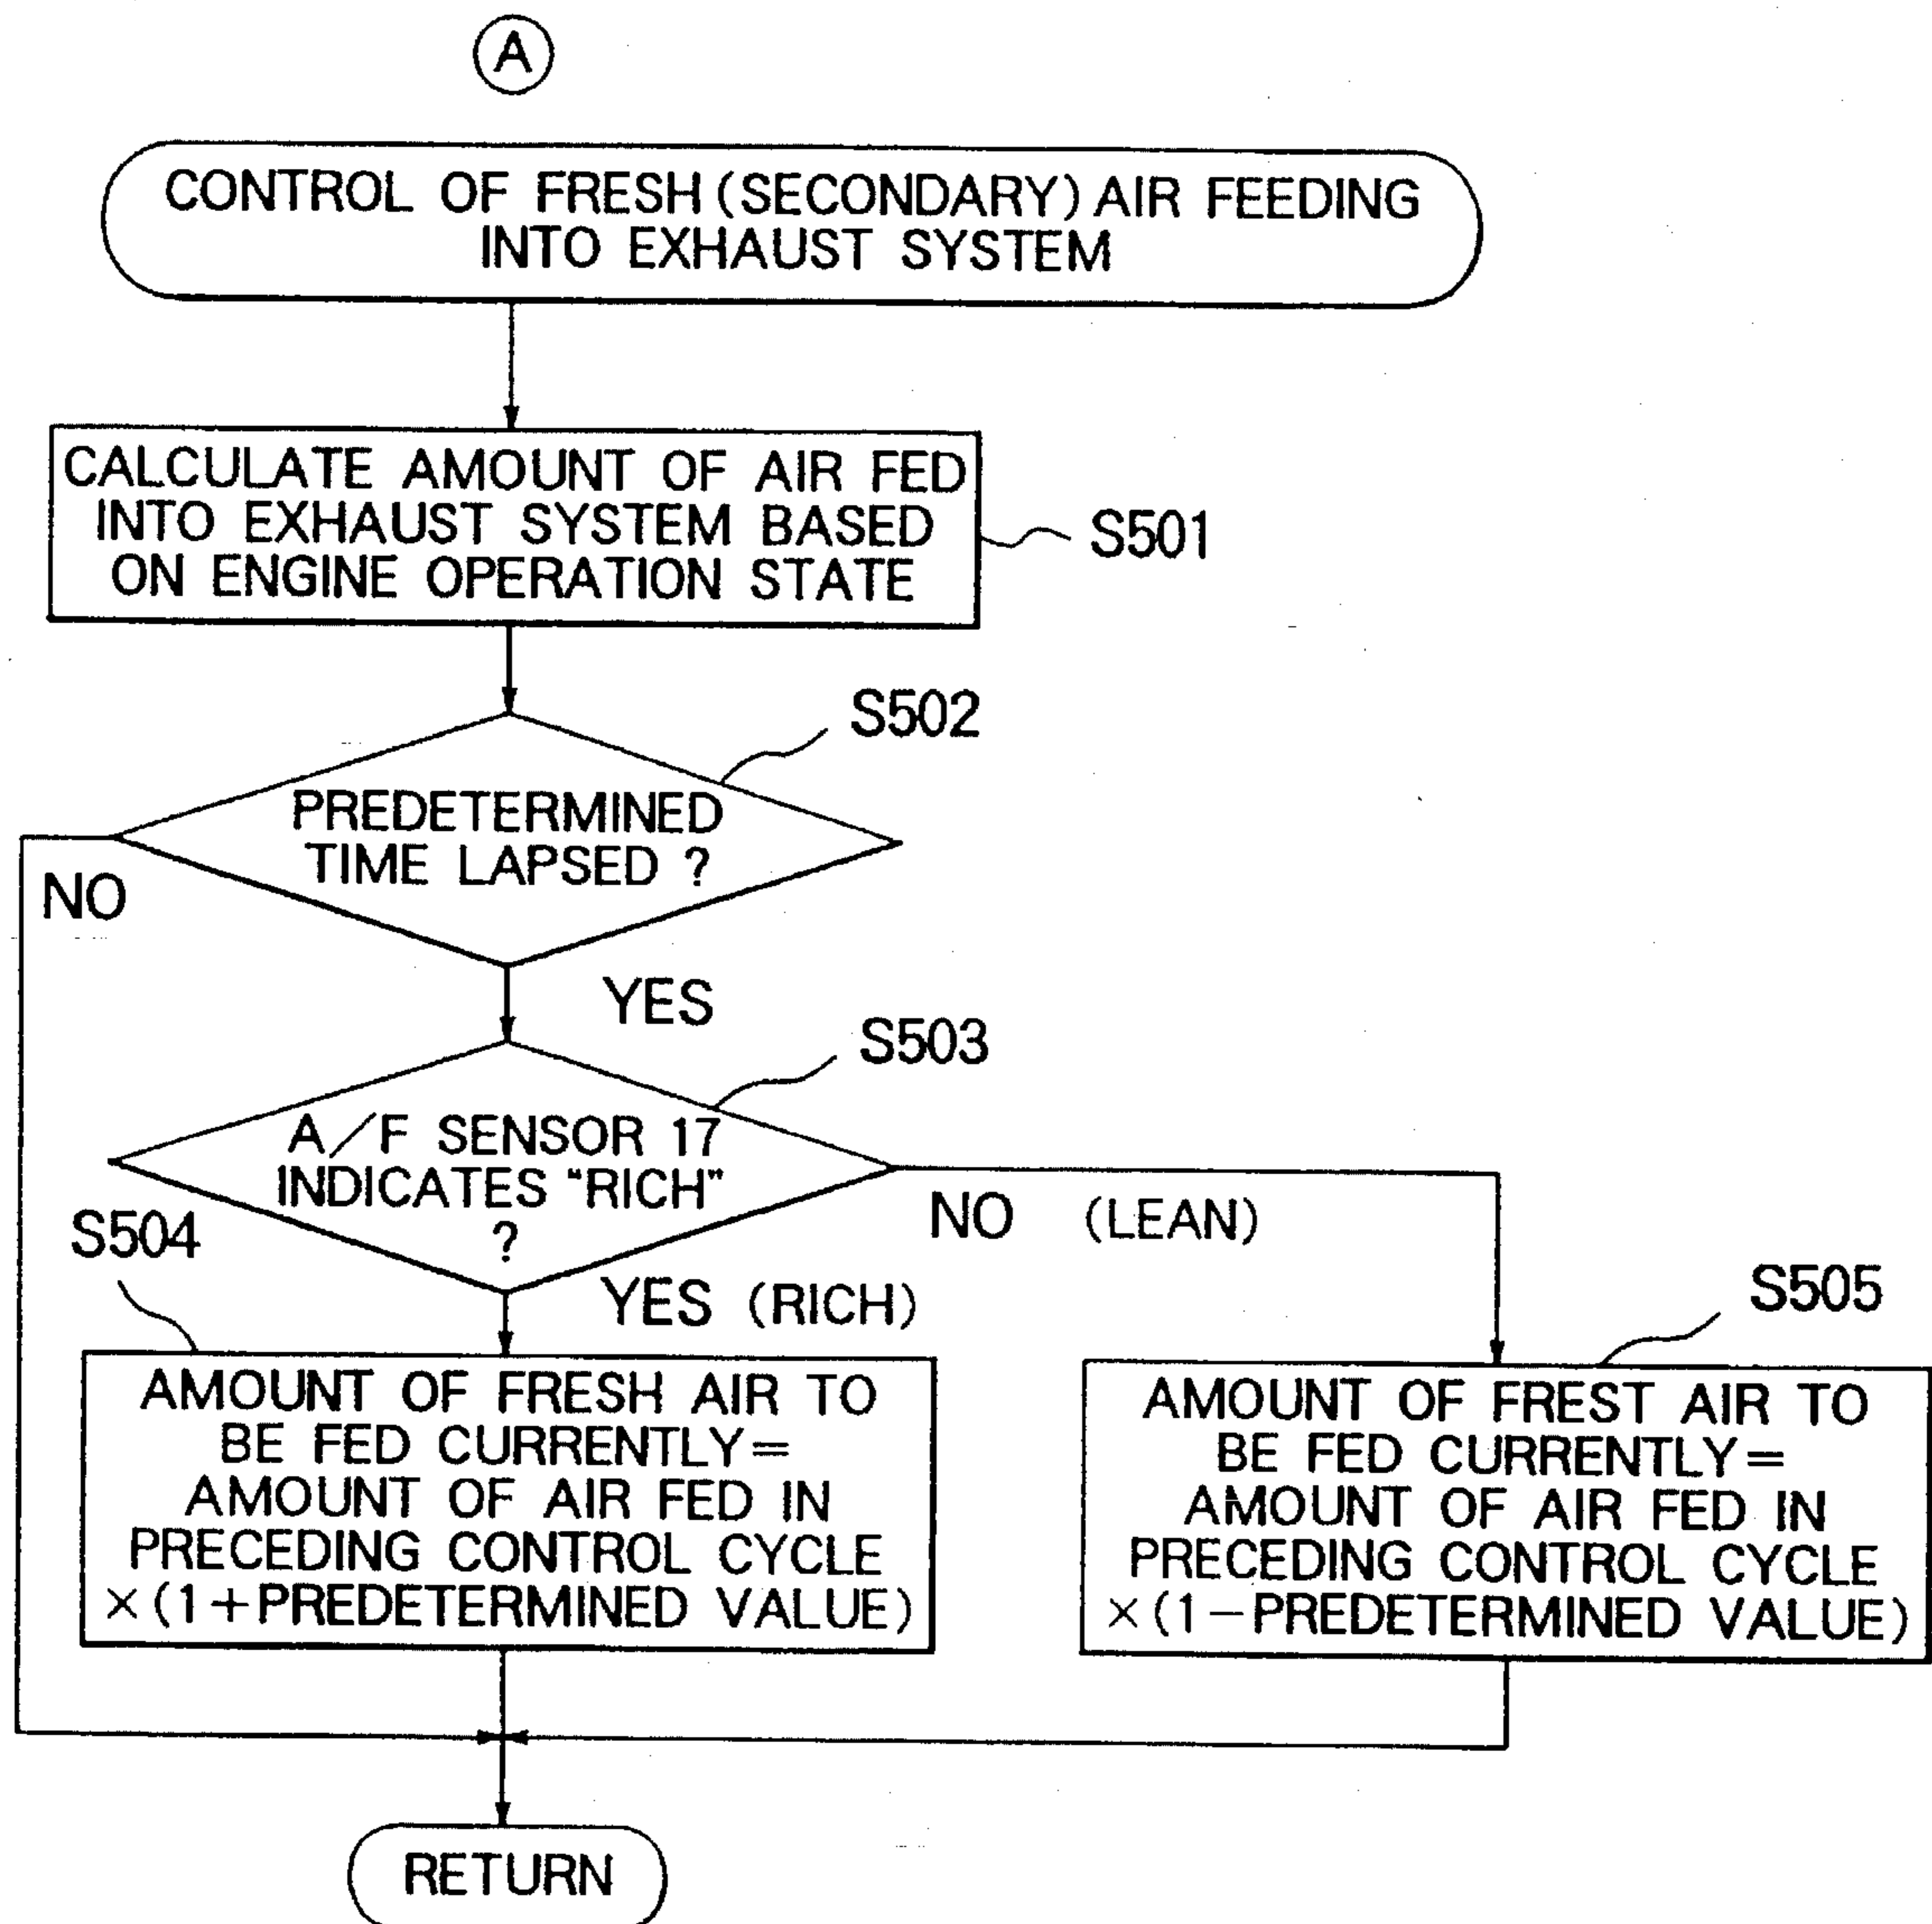 A
CONTROL OF FRESH (SECONDARY) AIR FEEDING
INTO EXHAUST SYSTEM
CALCULATE AMOUNT OF AIR FED
INTO EXHAUST SYSTEM BASED
ON ENGINE OPERATION STATE
S501
S502
PREDETERMINED
TIME LAPSED ?
NO
YES
S503
A/F SENSOR 17
INDICATES "RICH"
?
NO (LEAN)
S504
YES (RICH)
S505
AMOUNT OF FRESH AIR TO
BE FED CURRENTLY=
AMOUNT OF AIR FED IN
PRECEDING CONTROL CYCLE
×(1+PREDETERMINED VALUE)
AMOUNT OF FREST AIR TO
BE FED CURRENTLY=
AMOUNT OF AIR FED IN
PRECEDING CONTROL CYCLE
×(1−PREDETERMINED VALUE)
RETURN